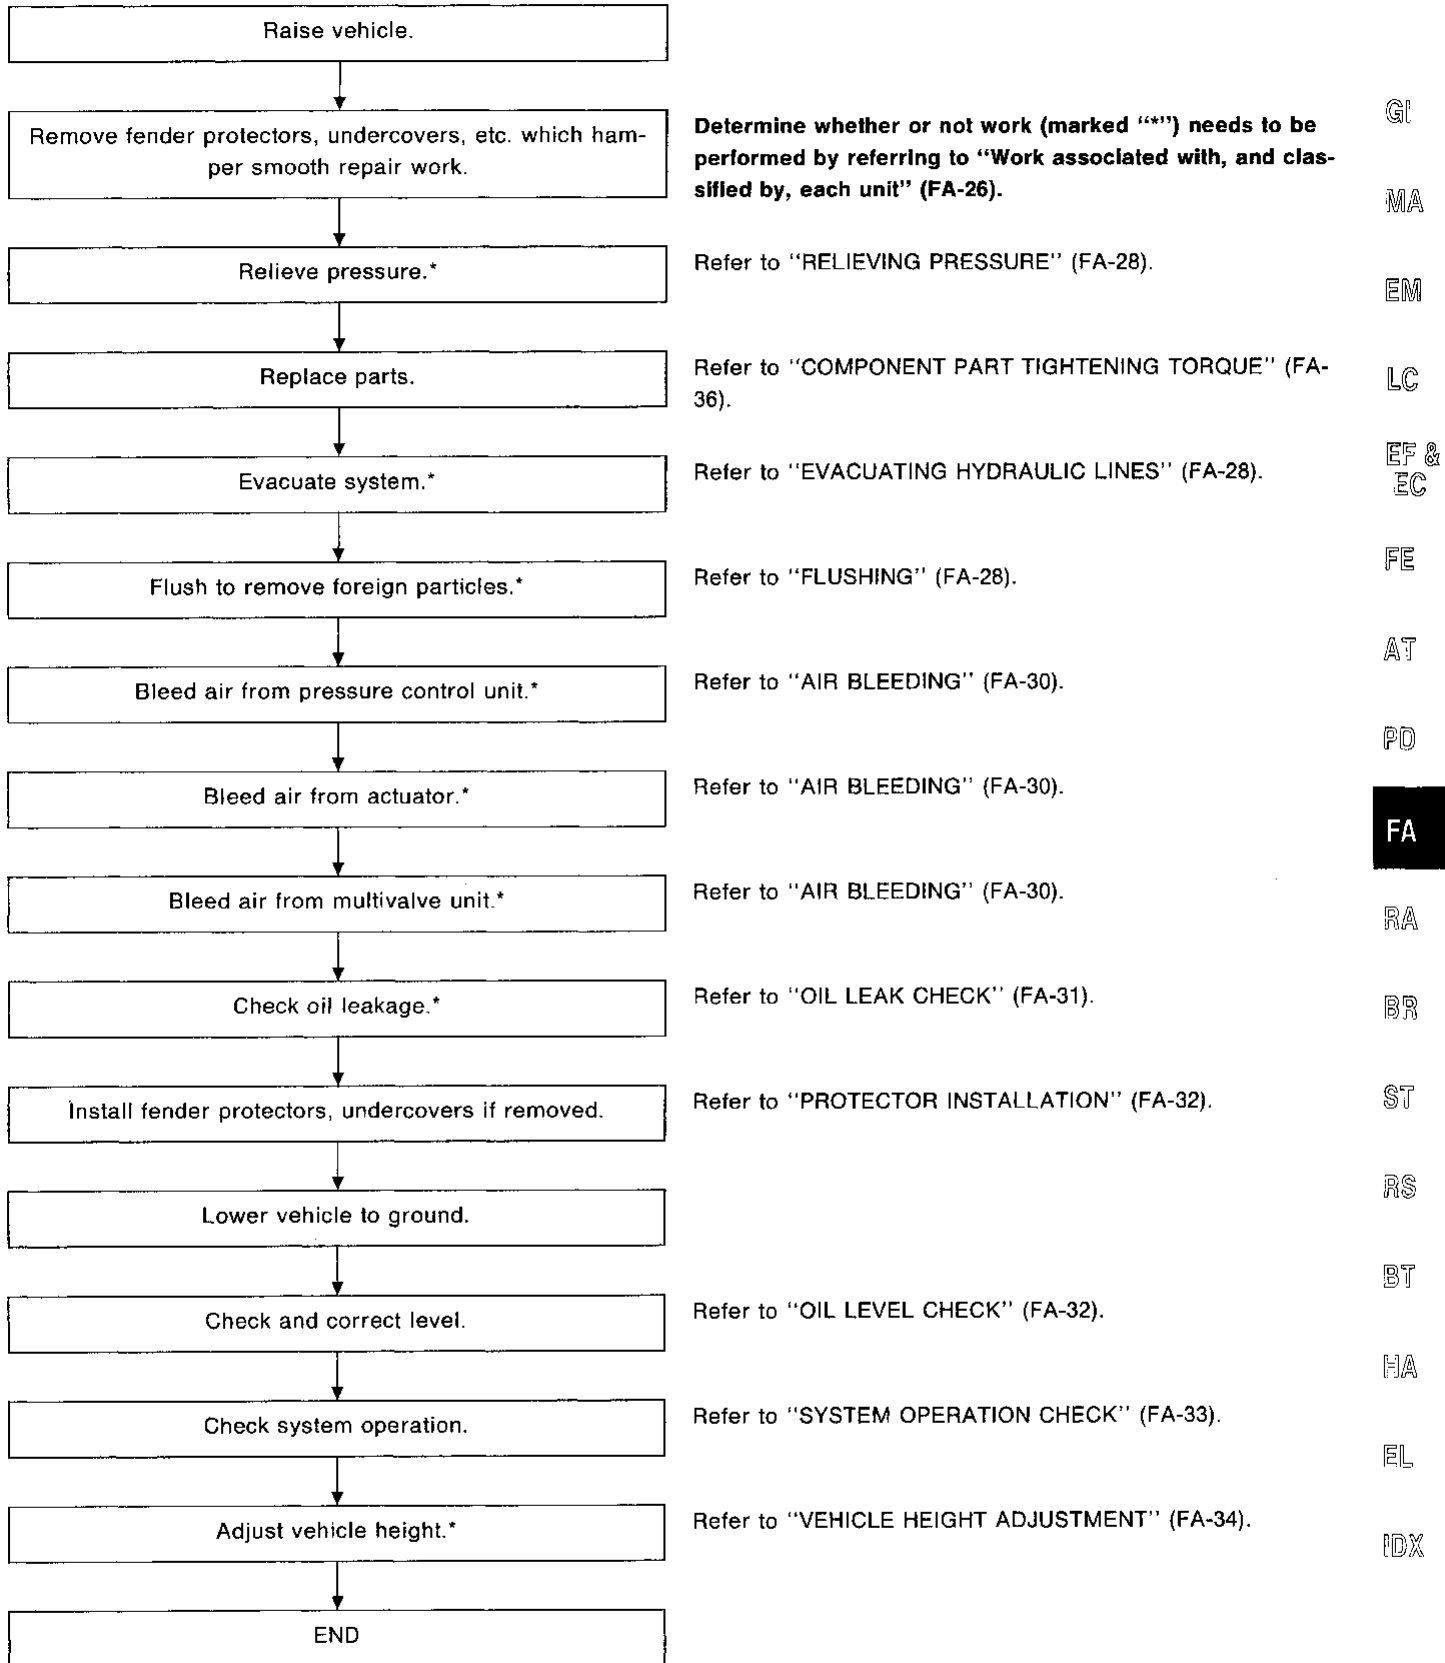 Raise vehicle.
Remove fender protectors, undercovers, etc. which ham-
per smooth repair work.
Determine whether or not work (marked "*") needs to be
performed by referring to "Work associated with, and clas-
sified by, each unit" (FA-26).
Relieve pressure.*
Refer to "RELIEVING PRESSURE" (FA-28).
Replace parts.
Refer to "COMPONENT PART TIGHTENING TORQUE" (FA-
36).
Evacuate system.*
Refer to "EVACUATING HYDRAULIC LINES" (FA-28).
Flush to remove foreign particles.*
Refer to "FLUSHING" (FA-28).
Bleed air from pressure control unit.*
Refer to "AIR BLEEDING" (FA-30).
Bleed air from actuator.*
Refer to "AIR BLEEDING" (FA-30).
Bleed air from multivalve unit.*
Refer to "AIR BLEEDING" (FA-30).
Check oil leakage.*
Refer to "OIL LEAK CHECK" (FA-31).
Install fender protectors, undercovers if removed.
Refer to "PROTECTOR INSTALLATION" (FA-32).
Lower vehicle to ground.
Check and correct level.
Refer to "OIL LEVEL CHECK" (FA-32).
Check system operation.
Refer to "SYSTEM OPERATION CHECK" (FA-33).
Adjust vehicle height.*
Refer to "VEHICLE HEIGHT ADJUSTMENT" (FA-34).
END
GI
MA
EM
LC
EF &
EC
FE
AT
PD
FA
RA
BR
ST
RS
BT
HA
EL
IDX